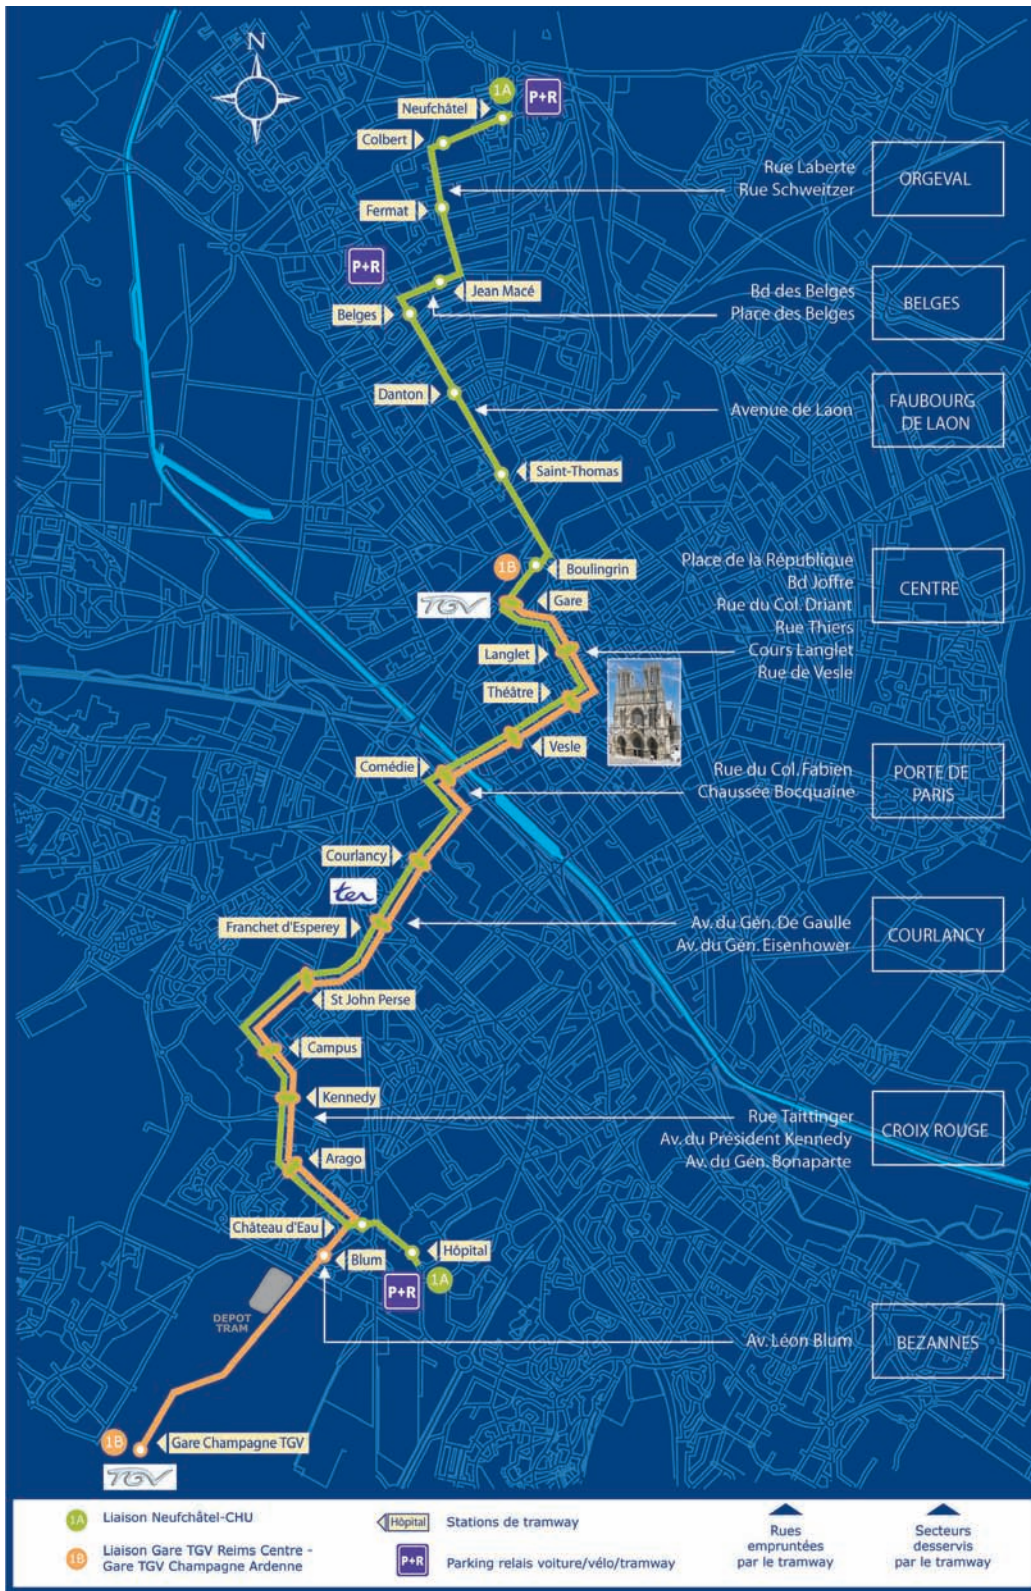 N
1A
P+R
Neufchâtel
Colbert
Rue Laberte
Rue Schweitzer
ORGEVAL
Fermat
P+R
Jean Macé
Belges
Bd des Belges
Place des Belges
BELGES
Danton
Avenue de Laon
FAUBOURG
DE LAON
Saint-Thomas
1B
Boulingrin
TGV
Gare
Place de la République
Bd Joffre
Rue du Col. Driant
Rue Thiers
Cours Langlet
Rue de Vesle
CENTRE
Langlet
Théâtre
Vesle
Comédie
Rue du Col. Fabien
Chaussée Bocquaine
PORTE DE
PARIS
Courlancy
ter
Franchet d'Esperey
Av. du Gén. De Gaulle
Av. du Gén. Eisenhower
COURLANCY
St John Perse
Campus
Kennedy
Rue Taittinger
Av. du Président Kennedy
Av. du Gén. Bonaparte
CROIX ROUGE
Arago
Château d'Eau
Hôpital
Blum
P+R
1A
DEPOT
TRAM
Av. Léon Blum
BEZANNES
1B
Gare Champagne TGV
TGV
1A
Liaison Neufchâtel-CHU
1B
Liaison Gare TGV Reims Centre -
Gare TGV Champagne Ardenne
Hôpital
Stations de tramway
P+R
Parking relais voiture/vélo/tramway
Rues
empruntées
par le tramway
Secteurs
desservis
par le tramway